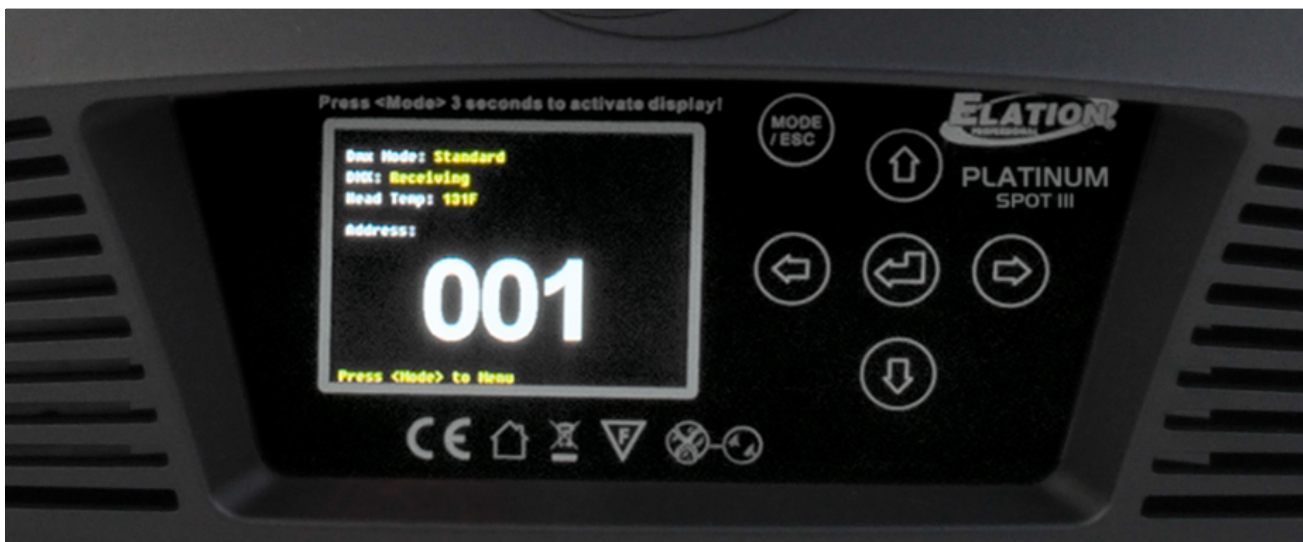 Press <Mode> 3 seconds to activate display!
Dmx Mode: Standard
DMX: Receiving
Head Temp: 131F
Address:
001
Press <Mode> to Menu
MODE
/ ESC
ELATION®
PROFESSIONAL
PLATINUM
SPOT III
CE
F